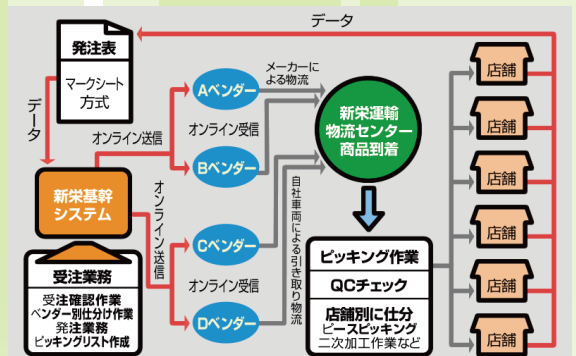 データ
発注表
マークシート
方式
データ
オンライン送信
Aベンダー
オンライン受信
Bベンダー
メーカーに
よる物流
新栄運輸
物流センター
商品到着
新栄基幹
システム
オンライン送信
Cベンダー
オンライン受信
Dベンダー
自社車両による引き取り物流
受注業務
受注確認作業
ベンダー別仕分け作業
発注業務
ピッキングリスト作成
ピッキング作業
QCチェック
店舗別に仕分
ピースピッキング
二次加工作業など
店舗
店舗
店舗
店舗
店舗
店舗